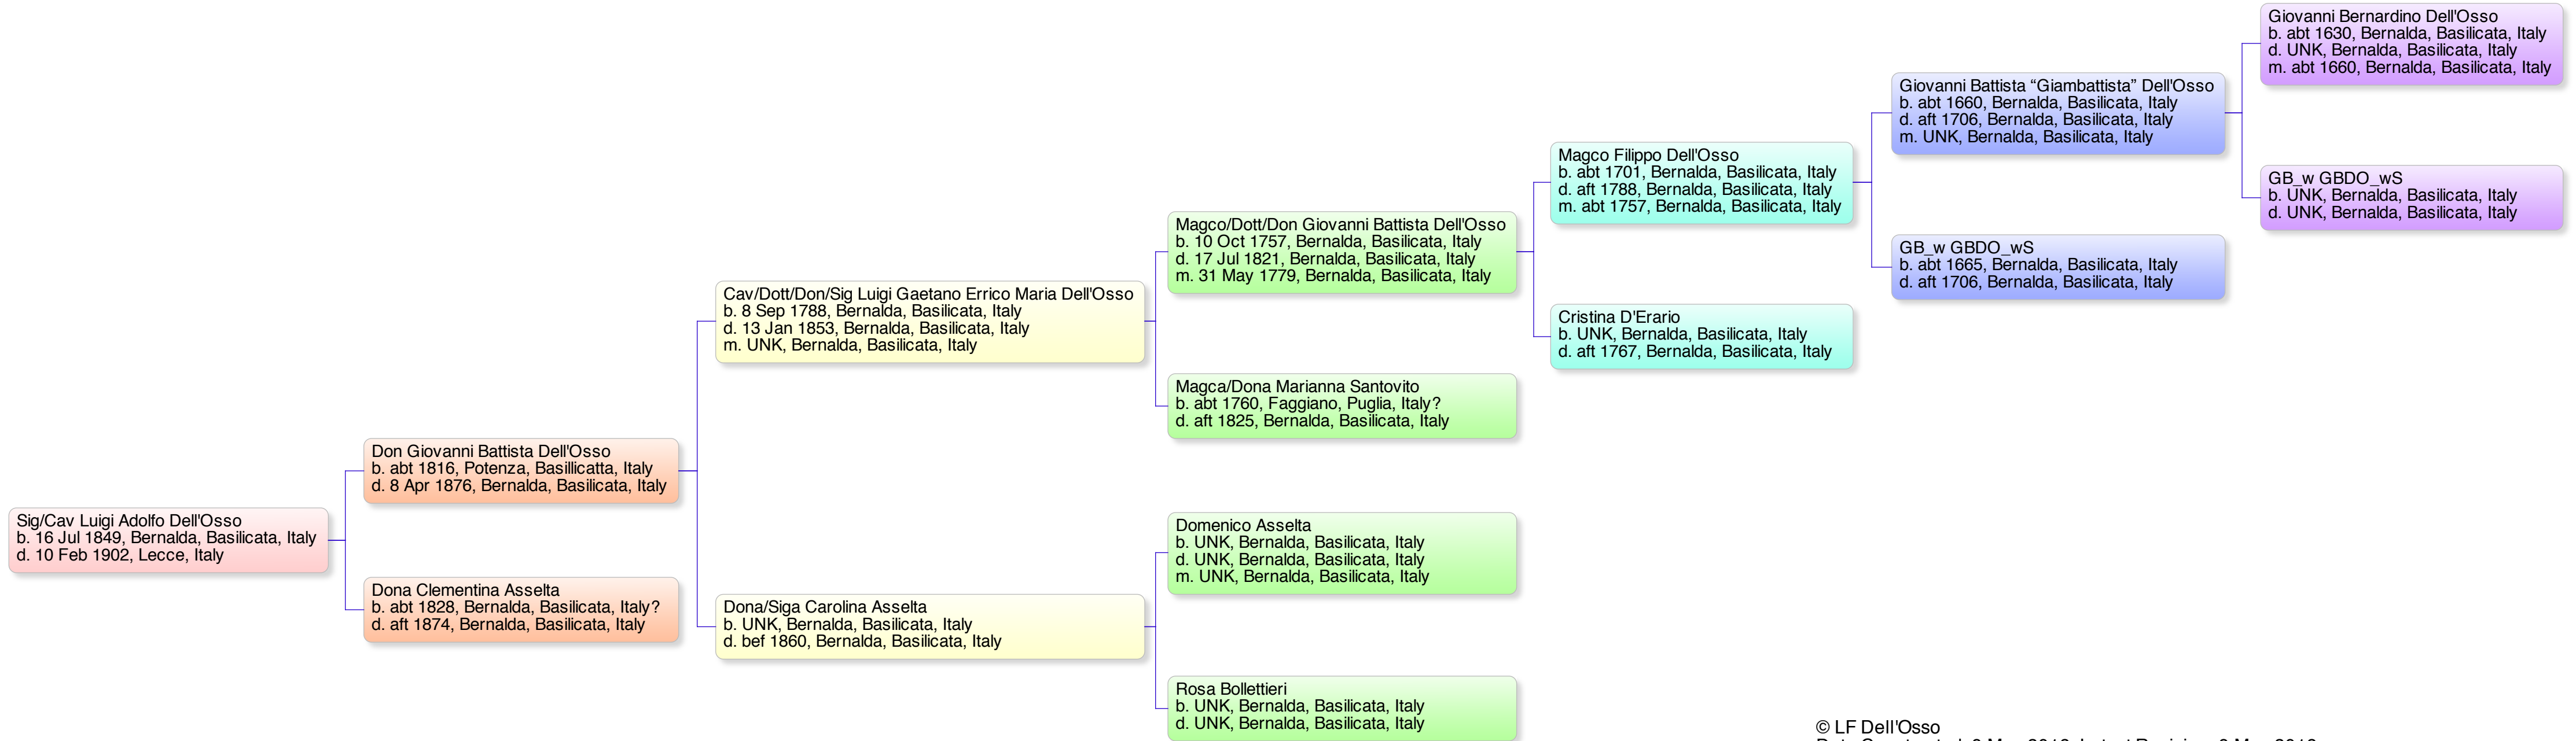 Giovanni Bernardino Dell'Osso
b. abt 1630, Bernalda, Basilicata, Italy
d. UNK, Bernalda, Basilicata, Italy
m. abt 1660, Bernalda, Basilicata, Italy
Giovanni Battista “Giambattista” Dell'Osso
b. abt 1660, Bernalda, Basilicata, Italy
d. aft 1706, Bernalda, Basilicata, Italy
m. UNK, Bernalda, Basilicata, Italy
GB_w GBDO_wS
b. UNK, Bernalda, Basilicata, Italy
d. UNK, Bernalda, Basilicata, Italy
Magco Filippo Dell'Osso
b. abt 1701, Bernalda, Basilicata, Italy
d. aft 1788, Bernalda, Basilicata, Italy
m. abt 1757, Bernalda, Basilicata, Italy
GB_w GBDO_wS
b. abt 1665, Bernalda, Basilicata, Italy
d. aft 1706, Bernalda, Basilicata, Italy
Magco/Dott/Don Giovanni Battista Dell'Osso
b. 10 Oct 1757, Bernalda, Basilicata, Italy
d. 17 Jul 1821, Bernalda, Basilicata, Italy
m. 31 May 1779, Bernalda, Basilicata, Italy
Cristina D'Erario
b. UNK, Bernalda, Basilicata, Italy
d. aft 1767, Bernalda, Basilicata, Italy
Cav/Dott/Don/Sig Luigi Gaetano Errico Maria Dell'Osso
b. 8 Sep 1788, Bernalda, Basilicata, Italy
d. 13 Jan 1853, Bernalda, Basilicata, Italy
m. UNK, Bernalda, Basilicata, Italy
Magca/Dona Marianna Santovito
b. abt 1760, Faggiano, Puglia, Italy?
d. aft 1825, Bernalda, Basilicata, Italy
Don Giovanni Battista Dell'Osso
b. abt 1816, Potenza, Basillicatta, Italy
d. 8 Apr 1876, Bernalda, Basilicata, Italy
Sig/Cav Luigi Adolfo Dell'Osso
b. 16 Jul 1849, Bernalda, Basilicata, Italy
d. 10 Feb 1902, Lecce, Italy
Dona Clementina Asselta
b. abt 1828, Bernalda, Basilicata, Italy?
d. aft 1874, Bernalda, Basilicata, Italy
Domenico Asselta
b. UNK, Bernalda, Basilicata, Italy
d. UNK, Bernalda, Basilicata, Italy
m. UNK, Bernalda, Basilicata, Italy
Dona/Siga Carolina Asselta
b. UNK, Bernalda, Basilicata, Italy
d. bef 1860, Bernalda, Basilicata, Italy
Rosa Bollettieri
b. UNK, Bernalda, Basilicata, Italy
d. UNK, Bernalda, Basilicata, Italy
© LF Dell'Osso